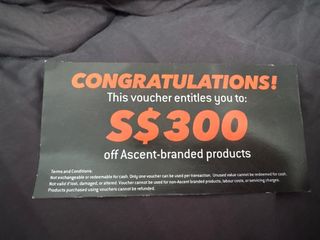 CONGRATULATIONS!
This voucher entitles you to:
S$300
off Ascent-branded products
Terms and Conditions:
Not exchangeable or redeemable for cash. Only one voucher can be used per transaction. Unused value cannot be redeemed for cash.
Not valid if lost, damaged, or altered. Voucher cannot be used for non-Ascent branded products, labour costs, or servicing charges.
Products purchased using vouchers cannot be refunded.